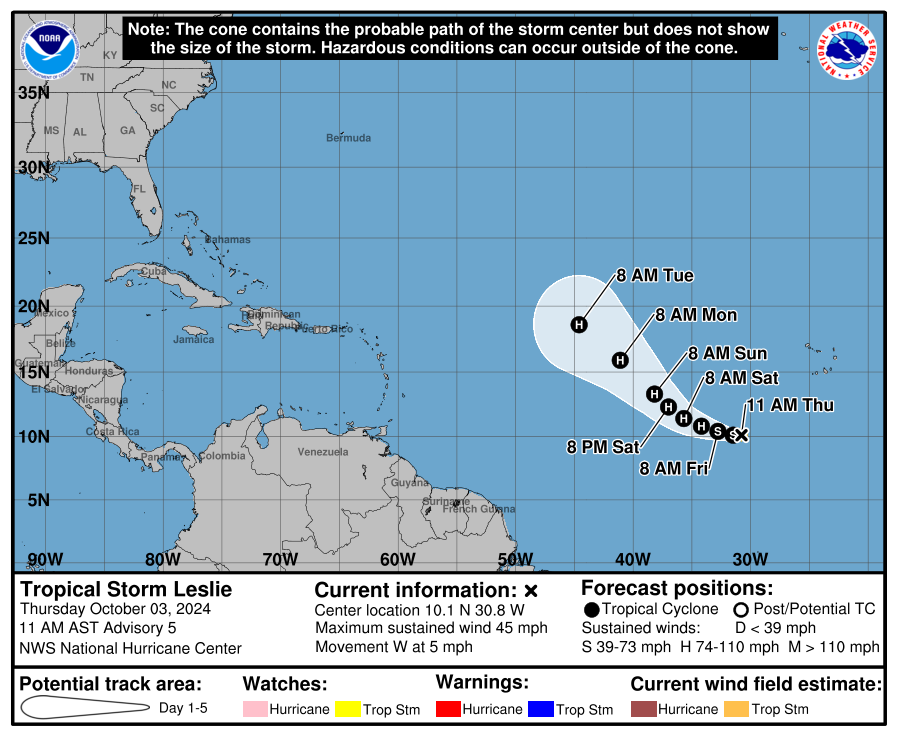 Note: The cone contains the probable path of the storm center but does not show
the size of the storm. Hazardous conditions can occur outside of the cone.
NOAA
NATIONAL WEATHER SERVICE
KY
TN
NC
SC
MS
AL
GA
FL
35N
30N
25N
20N
15N
10N
5N
Bermuda
Bahamas
Cuba
Dominican
Republic
Puerto Rico
Jamaica
Mexico
Belize
Guatemala
Honduras
El Salvador
Nicaragua
Costa Rica
Panama
Colombia
Venezuela
Guyana
Suriname
French Guiana
8 AM Tue
H
8 AM Mon
H
8 AM Sun
H
8 AM Sat
H
H
11 AM Thu
H
S
S
8 PM Sat
8 AM Fri
90W 80W 70W 60W 50W 40W 30W
Tropical Storm Leslie
Thursday October 03, 2024
11 AM AST Advisory 5
NWS National Hurricane Center
Current information: x
Center location 10.1 N 30.8 W
Maximum sustained wind 45 mph
Movement W at 5 mph
Forecast positions:
Tropical Cyclone Post/Potential TC
Sustained winds: D < 39 mph
S 39-73 mph H 74-110 mph M > 110 mph
Potential track area:
Day 1-5
Watches:
Hurricane Trop Stm
Warnings:
Hurricane Trop Stm
Current wind field estimate:
Hurricane Trop Stm